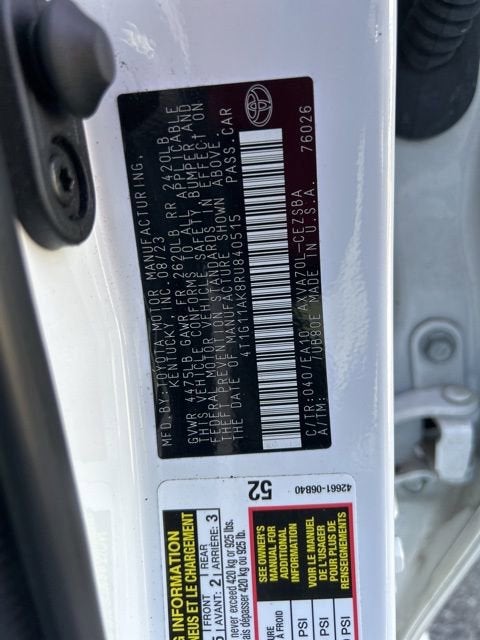 MFD.BY:TOYOTA MOTOR MANUFACTURING,
KENTUCKY, INC. 08/23
GVWR 4475LB GAWR FR 2620LB RR 2420LB
THIS VEHICLE CONFORMS TO ALL APPLICABLE
FEDERAL MOTOR VEHICLE SAFETY BUMPER AND
THEFT PREVENTION STANDARDS IN EFFECT ON
THE DATE OF MANUFACTURE SHOWN ABOVE.
4T1G11AK8RU840515 PASS.CAR
C/TR:040/EA10 AXVA70L-CEZSBA
A/TM: /UB80E MADE IN U.S.A. 76026
52
42661-06B40
INFORMATION
PNEUS ET LE CHARGEMENT
FRONT
AVANT: 2
REAR
ARRIÈRE: 3
never exceed 420 kg or 925 lbs.
jamais dépasser 420 kg ou 925 lb.
SEE OWNER'S
MANUAL FOR
ADDITIONAL
INFORMATION
VOIR LE MANUEL
DE L'USAGER
POUR PLUS DE
RENSEIGNEMENTS
PSI
PSI
PSI